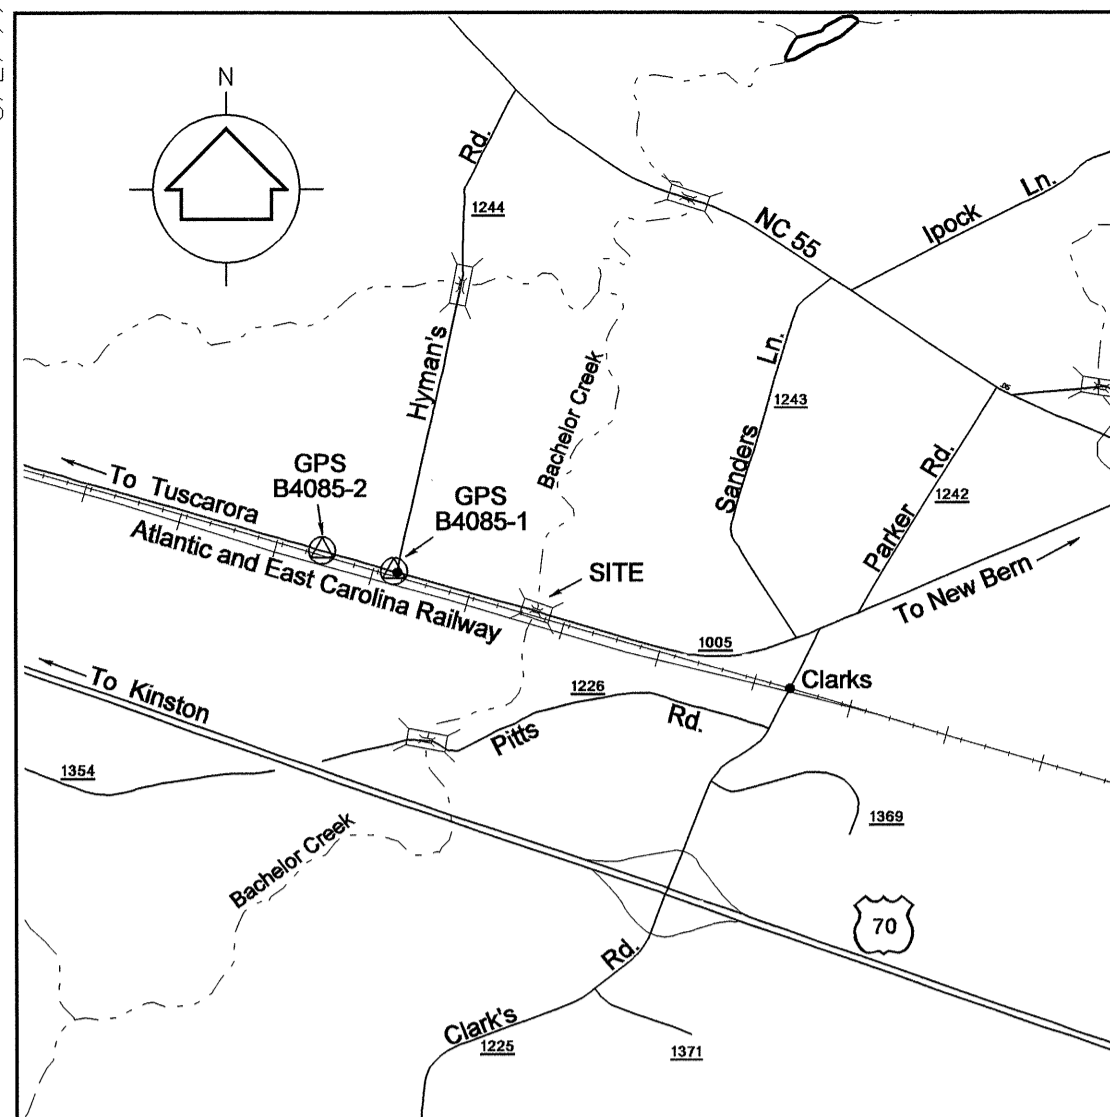 N
Rd.
1244
Hyman's
NC 55
Ipock
Ln.
Ln.
1243
Sanders
Bachelor Creek
Rd.
1242
Parker
GPS
B4085-2
GPS
B4085-1
To Tuscarora
Atlantic and East Carolina Railway
SITE
To New Bern
1005
Clarks
To Kinston
1226
Pitts
Rd.
1354
1369
Bachelor Creek
70
Rd.
Clark's
1225
1371